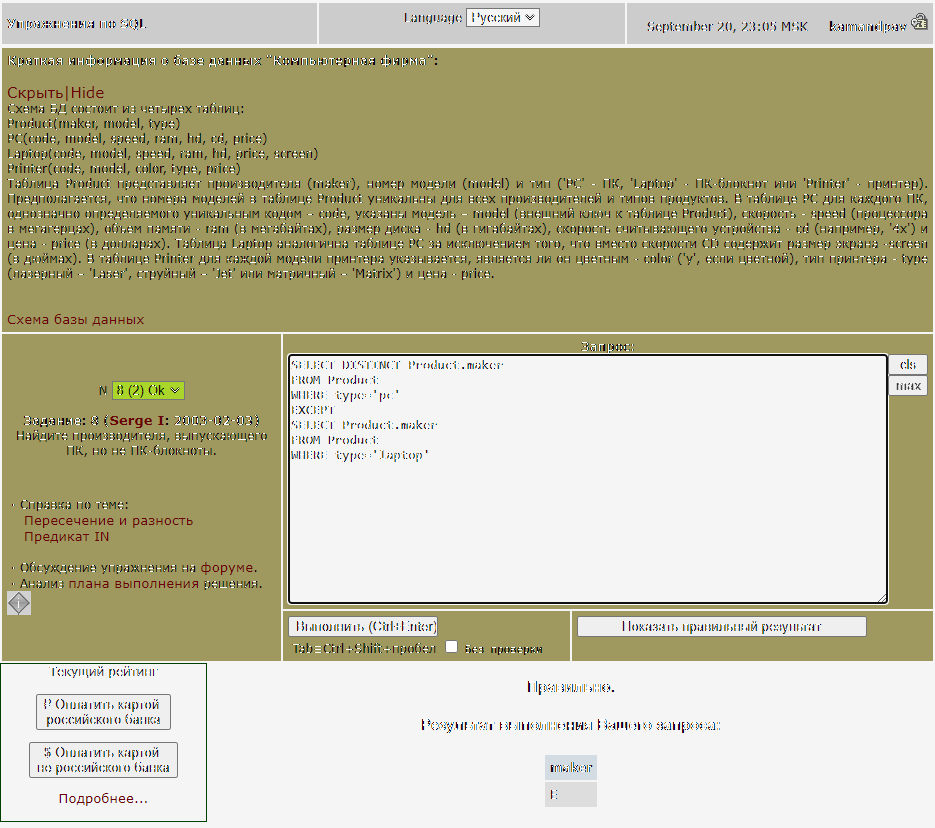 Упражнения по SQL
Language Русский
September 20, 23:05 MSK kamandpaw
Краткая информация о базе данных "Компьютерная фирма":
Скрыть|Hide
Схема БД состоит из четырех таблиц:
Product(maker, model, type)
PC(code, model, speed, ram, hd, cd, price)
Laptop(code, model, speed, ram, hd, price, screen)
Printer(code, model, color, type, price)
Таблица Product представляет производителя (maker), номер модели (model) и тип ('PC' - ПК, 'Laptop' - ПК-блокнот или 'Printer' - принтер).
Предполагается, что номера моделей в таблице Product уникальны для всех производителей и типов продуктов. В таблице PC для каждого ПК,
однозначно определяемого уникальным кодом – code, указаны модель – model (внешний ключ к таблице Product), скорость - speed (процессора
в мегагерцах), объем памяти - ram (в мегабайтах), размер диска - hd (в гигабайтах), скорость считывающего устройства - cd (например, '4x') и
цена - price (в долларах). Таблица Laptop аналогична таблице РС за исключением того, что вместо скорости CD содержит размер экрана -screen
(в дюймах). В таблице Printer для каждой модели принтера указывается, является ли он цветным - color ('y', если цветной), тип принтера - type
(лазерный – 'Laser', струйный – 'Jet' или матричный – 'Matrix') и цена - price.
Схема базы данных
Запрос:
N 8 (2) Ok
Задание: 8 (Serge I: 2003-02-03)
Найдите производителя, выпускающего
ПК, но не ПК-блокноты.
· Справка по теме:
Пересечение и разность
Предикат IN
· Обсуждение упражнения на форуме.
· Анализ плана выполнения решения.
SELECT DISTINCT Product.maker
FROM Product
WHERE type='pc'
EXCEPT
SELECT Product.maker
FROM Product
WHERE type='laptop'
cls
max
Выполнить (Ctrl+Enter)
Tab=Ctrl+Shift+пробел без проверки
Показать правильный результат
Текущий рейтинг
₽ Оплатить картой
российского банка
$ Оплатить картой
не российского банка
Подробнее...
Правильно.
Результат выполнения Вашего запроса:
maker
E